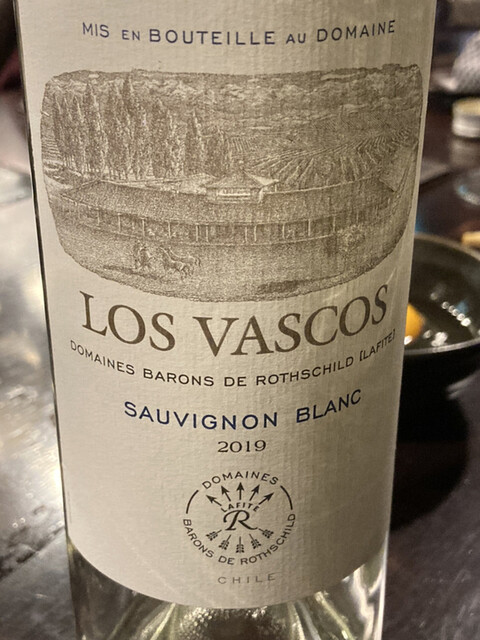 MIS EN BOUTEILLE AU DOMAINE
LOS VASCOS
DOMAINES BARONS DE ROTHSCHILD (LAFITE)
SAUVIGNON BLANC
2019
DOMAINES
LAFITE
R
BARONS DE ROTHSCHILD
CHILE